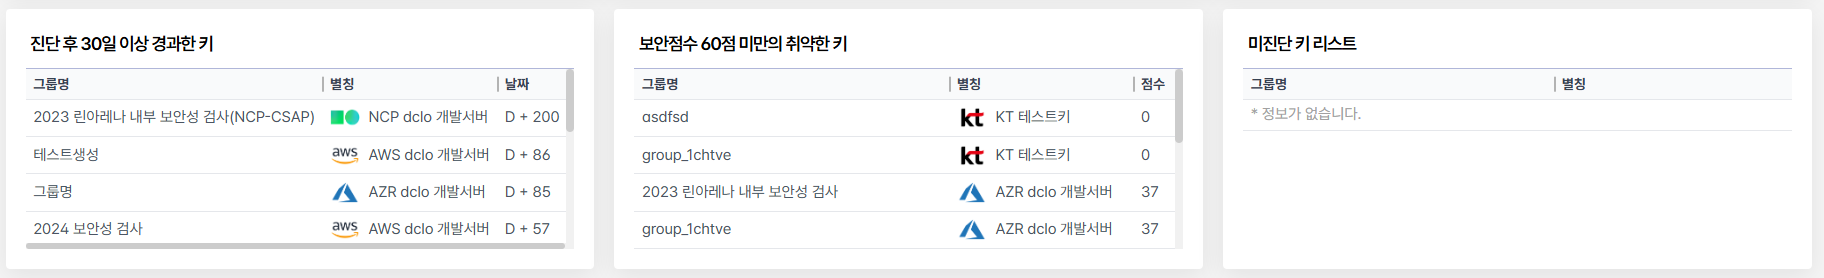 진단 후 30일 이상 경과한 키
그룹명 별칭 날짜
2023 린아레나 내부 보안성 검사(NCP-CSAP) NCP dclo 개발서버 D + 200
테스트생성 aws AWS dclo 개발서버 D + 86
그룹명 AZR dclo 개발서버 D + 85
2024 보안성 검사 aws AWS dclo 개발서버 D + 57
보안점수 60점 미만의 취약한 키
그룹명 별칭 점수
asdfsd kt KT 테스트키 0
group_1chtve kt KT 테스트키 0
2023 린아레나 내부 보안성 검사 AZR dclo 개발서버 37
group_1chtve AZR dclo 개발서버 37
미진단 키 리스트
그룹명 별칭
* 정보가 없습니다.